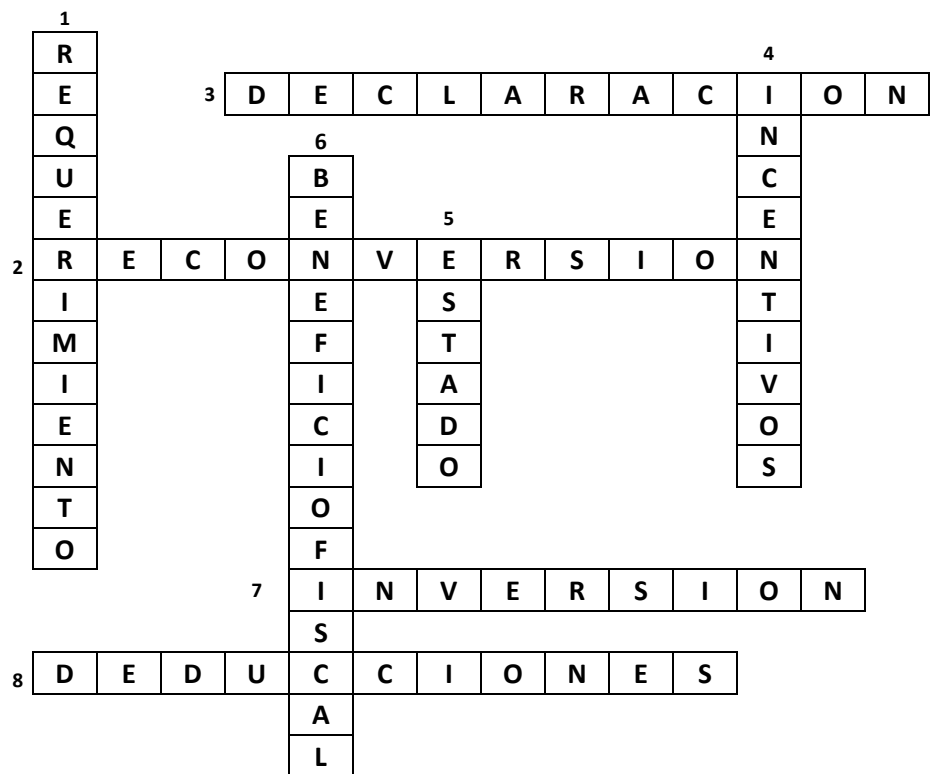 1
R 4
E 3 D E C L A R A C I O N
Q 6 N
U B C
E E 5 E
2 R E C O N V E R S I O N
I E S T
M F T I
I I A V
E C D O
N I O S
T O
O F
7 I N V E R S I O N
S
8 D E D U C C I O N E S
A
L